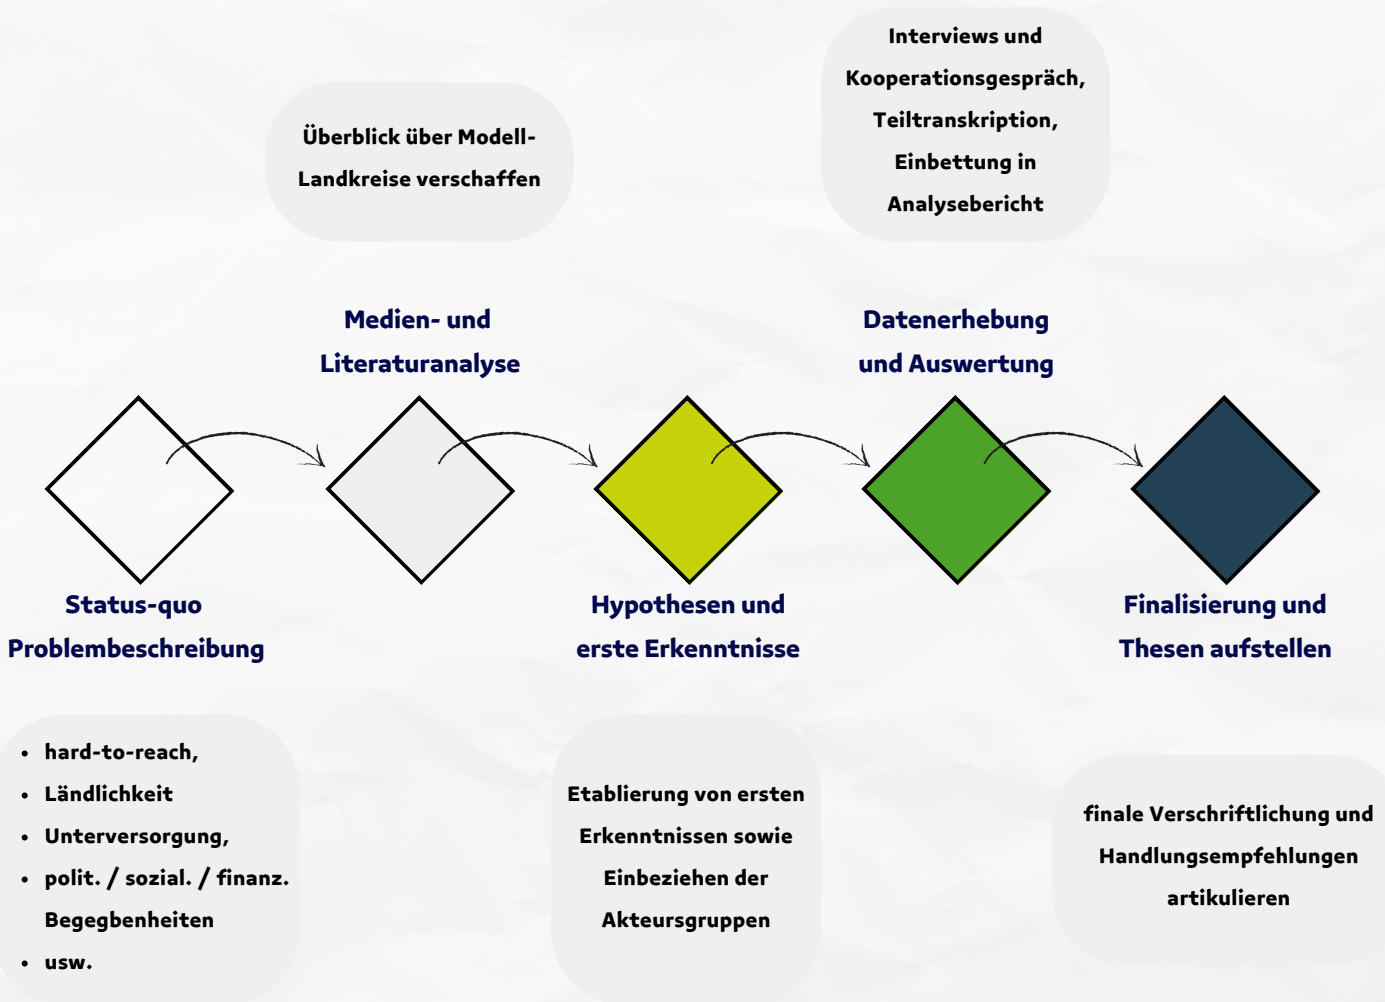 Interviews und
Kooperationsgespräch,
Teiltranskription,
Einbettung in
Analysebericht
Überblick über Modell-
Landkreise verschaffen
Medien- und
Literaturanalyse
Datenerhebung
und Auswertung
Status-quo
Problembeschreibung
Hypothesen und
erste Erkenntnisse
Finalisierung und
Thesen aufstellen
• hard-to-reach,
• Ländlichkeit
• Unterversorgung,
• polit. / sozial. / finanz.
Begegbenheiten
• usw.
Etablierung von ersten
Erkenntnissen sowie
Einbeziehen der
Akteursgruppen
finale Verschriftlichung und
Handlungsempfehlungen
artikulieren